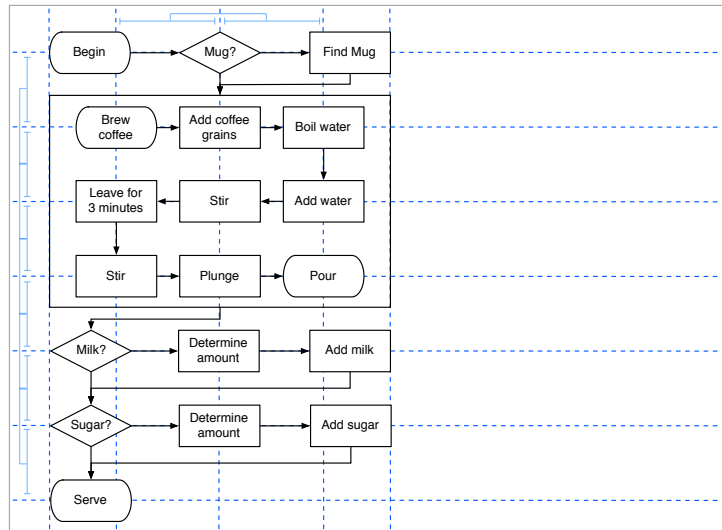 Begin
Mug?
Find Mug
Brew
coffee
Add coffee
grains
Boil water
Leave for
3 minutes
Stir
Add water
Stir
Plunge
Pour
Milk?
Determine
amount
Add milk
Sugar?
Determine
amount
Add sugar
Serve